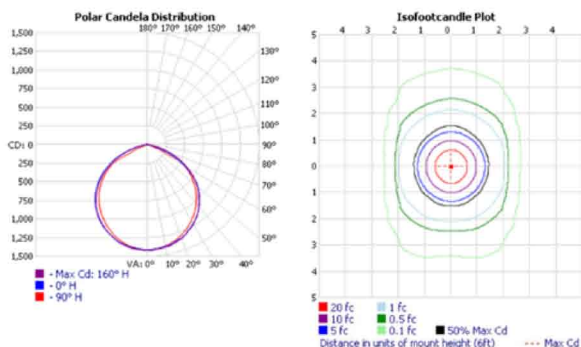 Polar Candela Distribution
180° 170° 160° 150° 140°
1,500
1,250
1,000
750
500
250
CD: 0
250
500
750
1,000
1,250
1,500
130°
120°
110°
100°
90°
80°
70°
60°
50°
VA: 0° 10° 20° 30° 40°
- Max Cd: 160° H
- 0° H
- 90° H
Isofootcandle Plot
4 3 2 1 0 1 2 3 4
5
4
3
2
1
0
1
2
3
4
5
20 fc
10 fc
5 fc
1 fc
0.5 fc
0.1 fc
50% Max Cd
Distance in units of mount height (6ft)
Max Cd